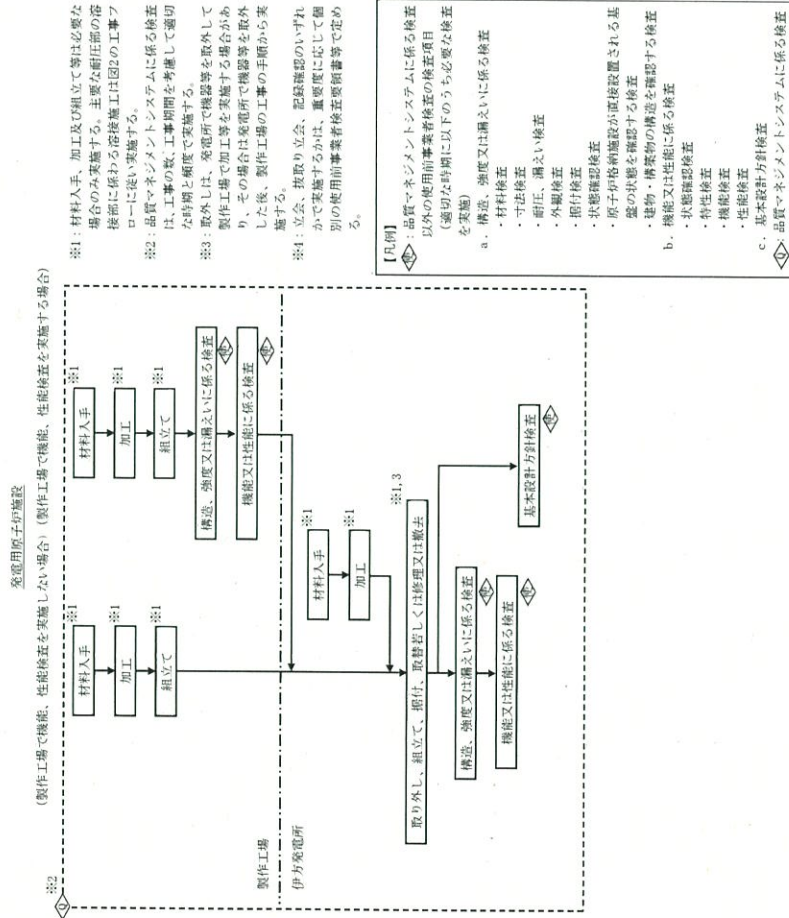 発電用原子炉施設
(製作工場で機能、性能検査を実施しない場合)
(製作工場で機能、性能検査を実施する場合)
※2
Q
材料入手
※1
加工
※1
組立て
※1
材料入手
※1
加工
※1
組立て
※1
構造、強度又は漏えいに係る検査
使
機能又は性能に係る検査
使
製作工場
伊方発電所
材料入手
※1
加工
※1
取り外し、組立て、据付、取替若しくは修理又は撤去
※1,3
構造、強度又は漏えいに係る検査
使
機能又は性能に係る検査
使
基本設計方針検査
使
※1：材料入手、加工及び組立て等は必要な
場合のみ実施する。主要な耐圧部の溶
接部に係わる溶接施工は図2の工事フ
ローに従い実施する。
※2：品質マネジメントシステムに係る検査
は、工事の数、工事期間を考慮して適切
な時期と頻度で実施する。
※3：取外しは、発電所で機器等を取外して
製作工場で加工等を実施する場合があ
り、その場合は発電所で機器等を取外
した後、製作工場の工事の手順から実
施する。
※4：立会、抜取り立会、記録確認のいずれ
かで実施するかは、重要度に応じて個
別の使用前事業者検査要領書等で定め
る。
【凡例】
使：品質マネジメントシステムに係る検査
以外の使用前事業者検査の検査項目
(適切な時期に以下のうち必要な検査
を実施)
a．構造、強度又は漏えいに係る検査
・材料検査
・寸法検査
・耐圧、漏えい検査
・外観検査
・据付検査
・状態確認検査
・原子炉格納施設が直接設置される基
盤の状態を確認する検査
・建物・構築物の構造を確認する検査
b．機能又は性能に係る検査
・状態確認検査
・特性検査
・機能検査
・性能検査
c．基本設計方針検査
Q：品質マネジメントシステムに係る検査